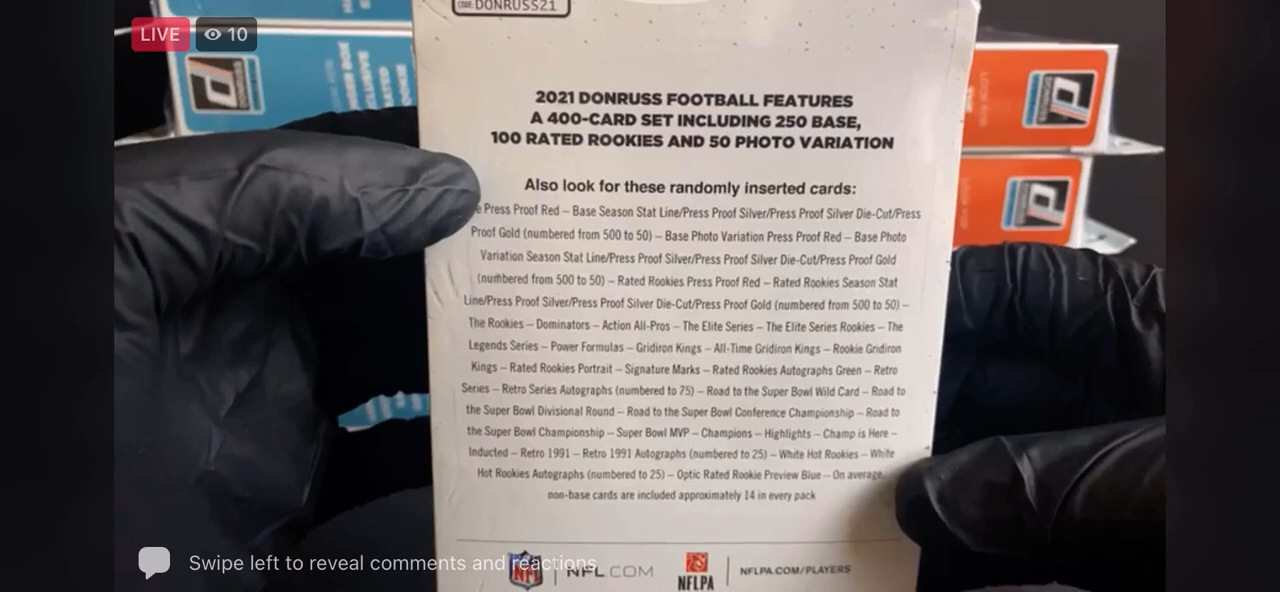 LIVE
10
CODE: DONRUSS21
2021 DONRUSS FOOTBALL FEATURES
A 400-CARD SET INCLUDING 250 BASE,
100 RATED ROOKIES AND 50 PHOTO VARIATION
Also look for these randomly inserted cards:
e Press Proof Red – Base Season Stat Line/Press Proof Silver/Press Proof Silver Die-Cut/Press
Proof Gold (numbered from 500 to 50) – Base Photo Variation Press Proof Red – Base Photo
Variation Season Stat Line/Press Proof Silver/Press Proof Silver Die-Cut/Press Proof Gold
(numbered from 500 to 50) – Rated Rookies Press Proof Red – Rated Rookies Season Stat
Line/Press Proof Silver/Press Proof Silver Die-Cut/Press Proof Gold (numbered from 500 to 50) –
The Rookies – Dominators – Action All-Pros – The Elite Series – The Elite Series Rookies – The
Legends Series – Power Formulas – Gridiron Kings – All-Time Gridiron Kings – Rookie Gridiron
Kings – Rated Rookies Portrait – Signature Marks – Rated Rookies Autographs Green – Retro
Series – Retro Series Autographs (numbered to 75) – Road to the Super Bowl Wild Card – Road to
the Super Bowl Divisional Round – Road to the Super Bowl Conference Championship – Road to
the Super Bowl Championship – Super Bowl MVP – Champions – Highlights – Champ is Here –
Inducted – Retro 1991 – Retro 1991 Autographs (numbered to 25) – White Hot Rookies – White
Hot Rookies Autographs (numbered to 25) – Optic Rated Rookie Preview Blue – On average,
non-base cards are included approximately 14 in every pack
Swipe left to reveal comments and reactions
NFL | NFL.COM NFLPA | NFLPA.COM/PLAYERS